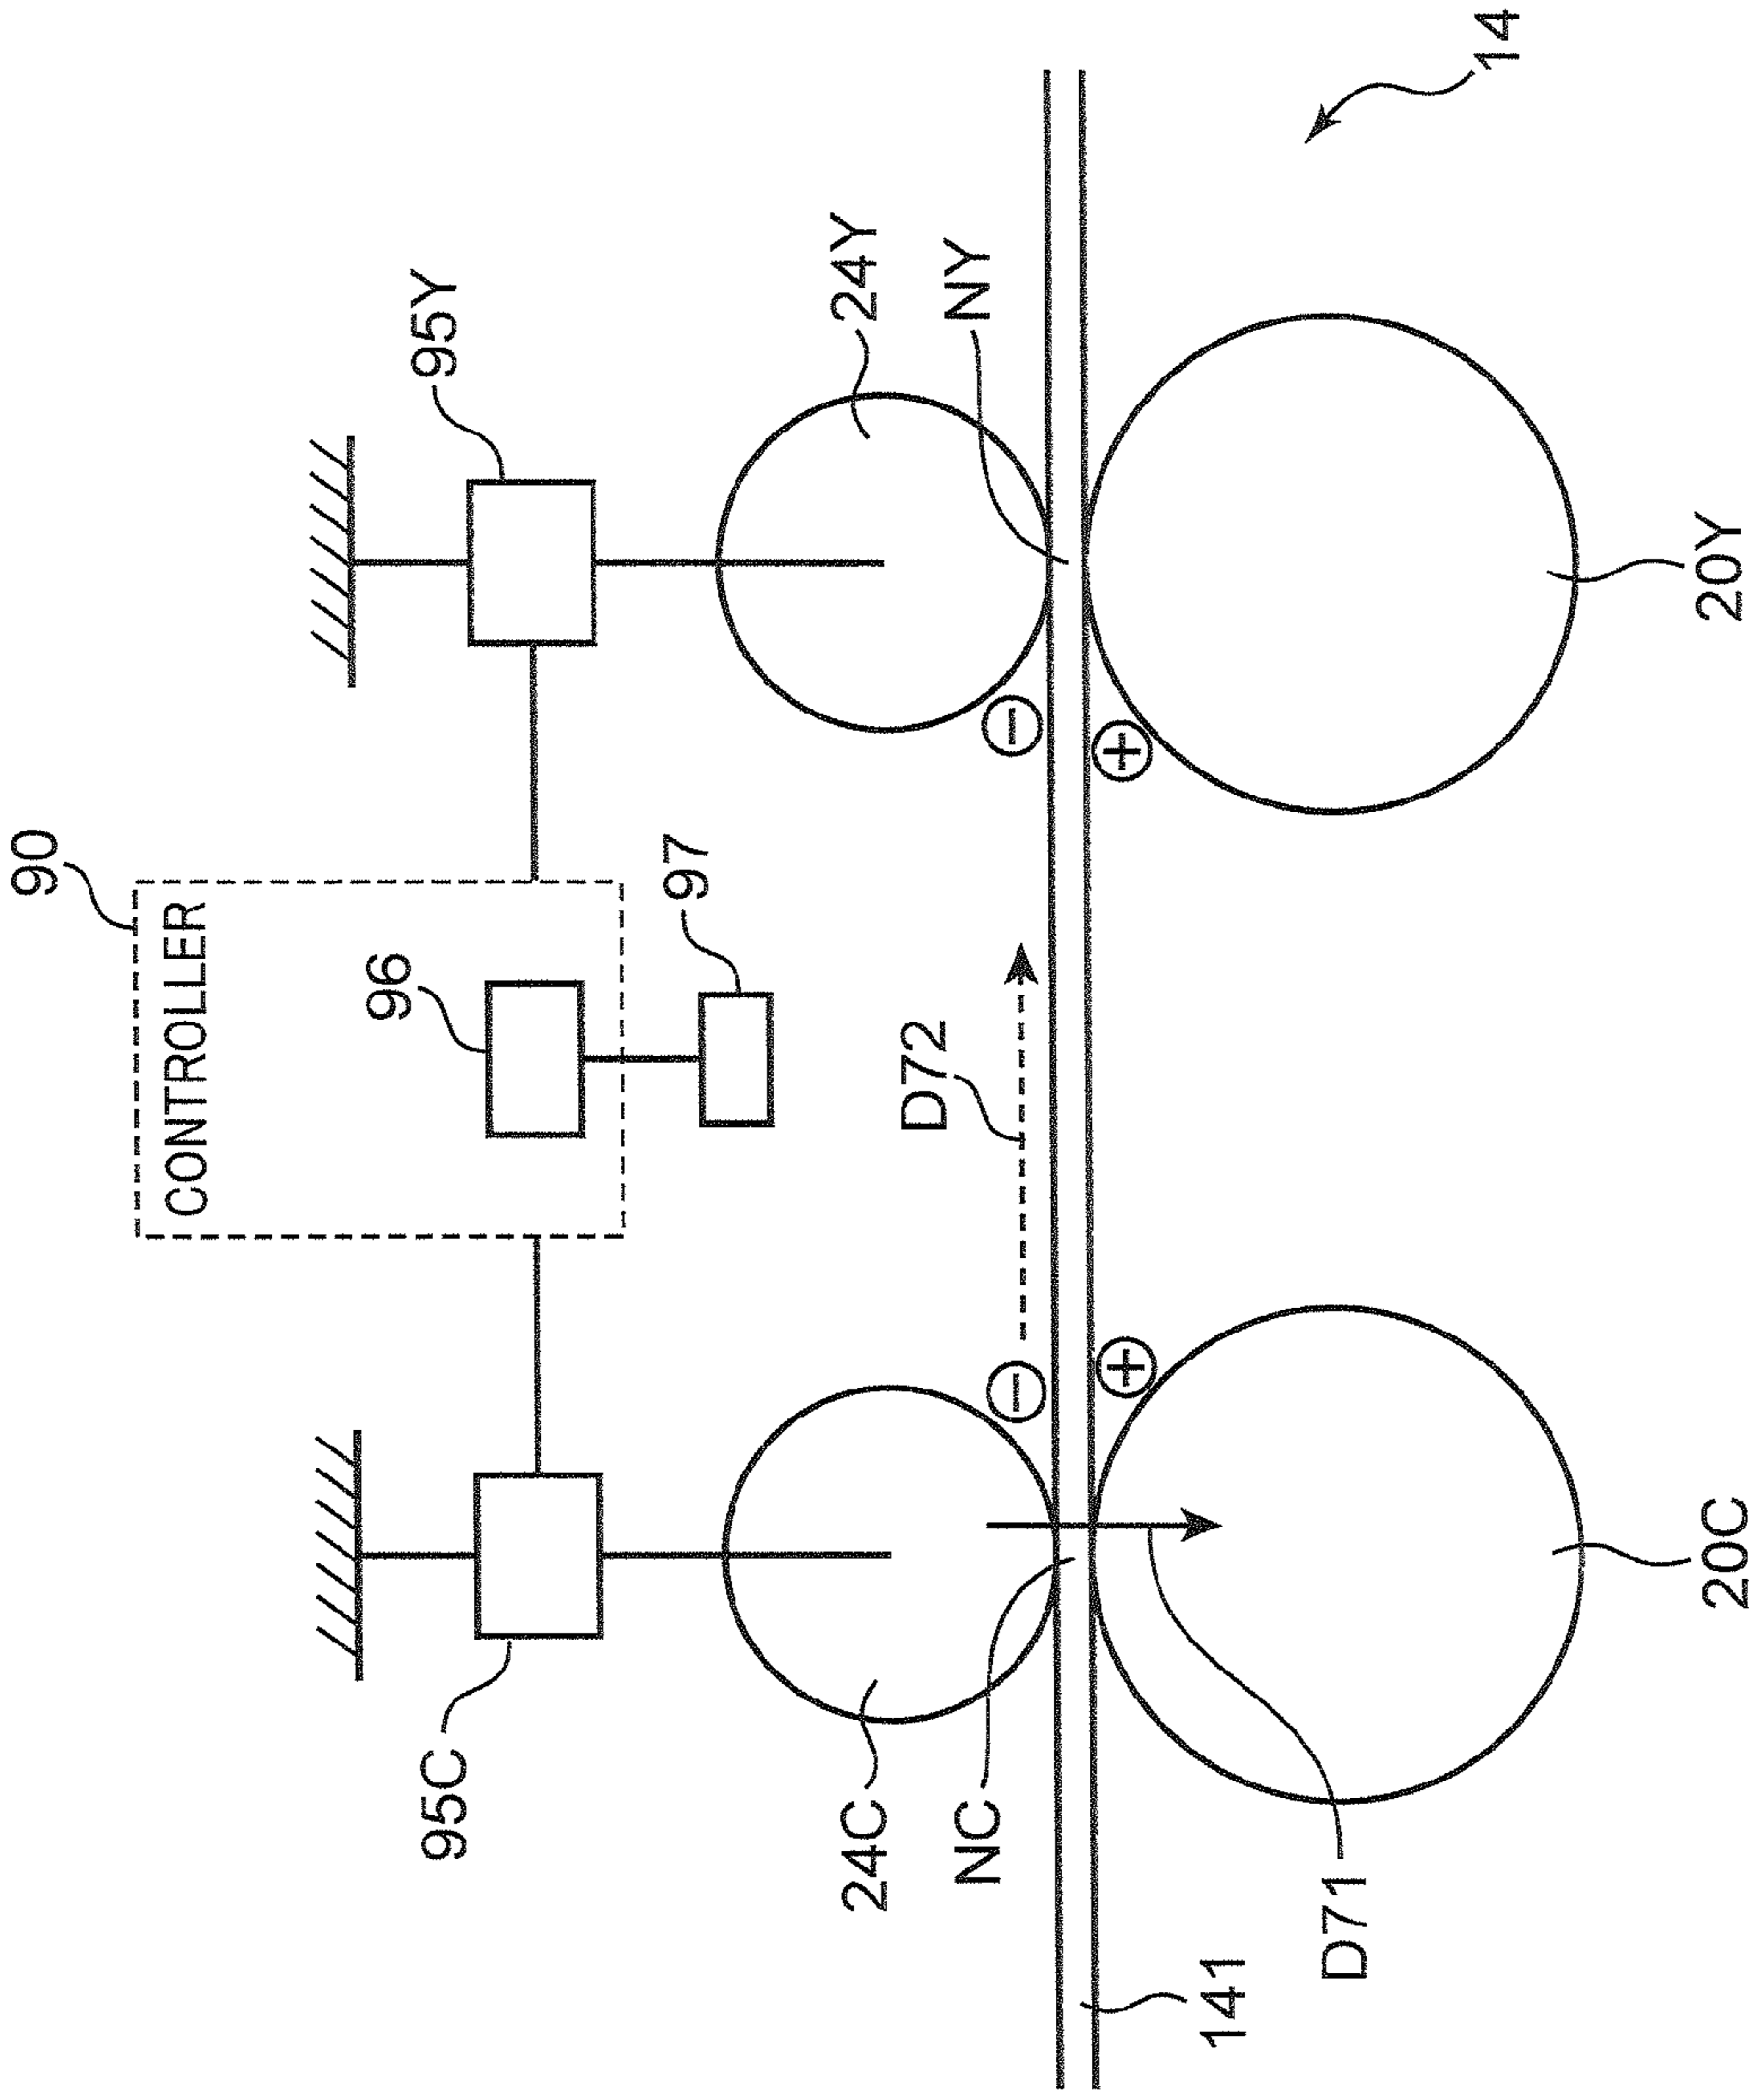 90
CONTROLLER
95C
96
97
95Y
24C
24Y
D72
NC
NY
−
+
−
+
141
D71
20C
20Y
14